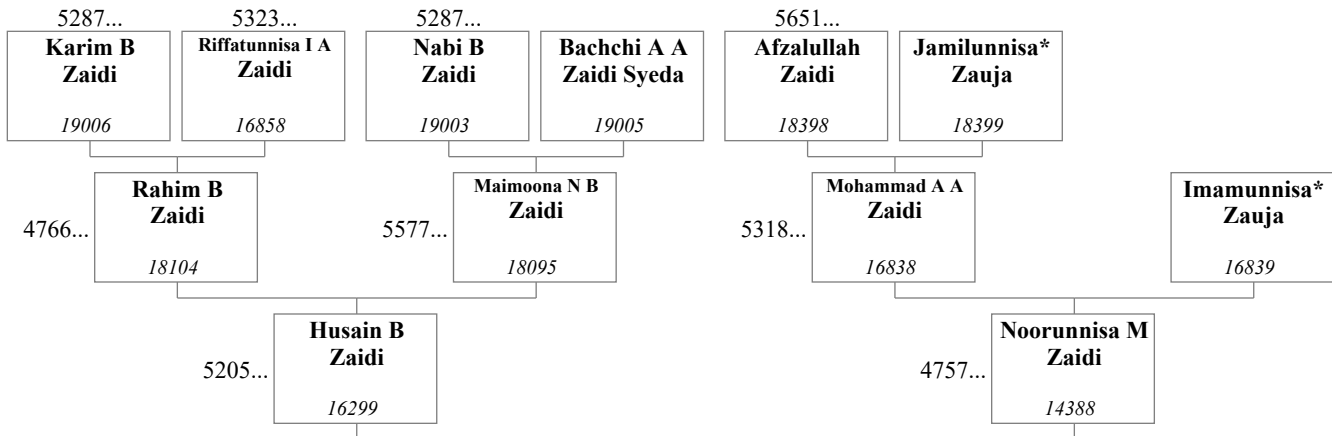 5287...
5323...
5287...
5651...
Karim B
Zaidi
19006
Riffatunnisa I A
Zaidi
16858
Nabi B
Zaidi
19003
Bachchi A A
Zaidi Syeda
19005
Afzalullah
Zaidi
18398
Jamilunnisa*
Zauja
18399
4766...
Rahim B
Zaidi
18104
5577...
Maimoona N B
Zaidi
18095
5318...
Mohammad A A
Zaidi
16838
Imamunnisa*
Zauja
16839
5205...
Husain B
Zaidi
16299
4757...
Noorunnisa M
Zaidi
14388